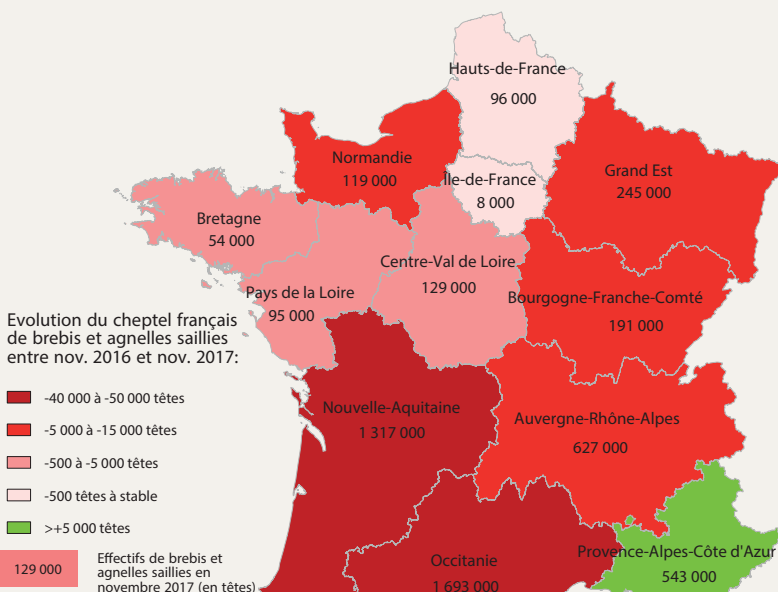 Hauts-de-France
96 000
Normandie
119 000
Île-de-France
8 000
Grand Est
245 000
Bretagne
54 000
Centre-Val de Loire
129 000
Pays de la Loire
95 000
Bourgogne-Franche-Comté
191 000
Evolution du cheptel français
de brebis et agnelles saillies
entre nov. 2016 et nov. 2017:
-40 000 à -50 000 têtes
-5 000 à -15 000 têtes
-500 à -5 000 têtes
-500 têtes à stable
>+5 000 têtes
129 000
Effectifs de brebis et
agnelles saillies en
novembre 2017 (en têtes)
Nouvelle-Aquitaine
1 317 000
Auvergne-Rhône-Alpes
627 000
Occitanie
1 693 000
Provence-Alpes-Côte d'Azur
543 000